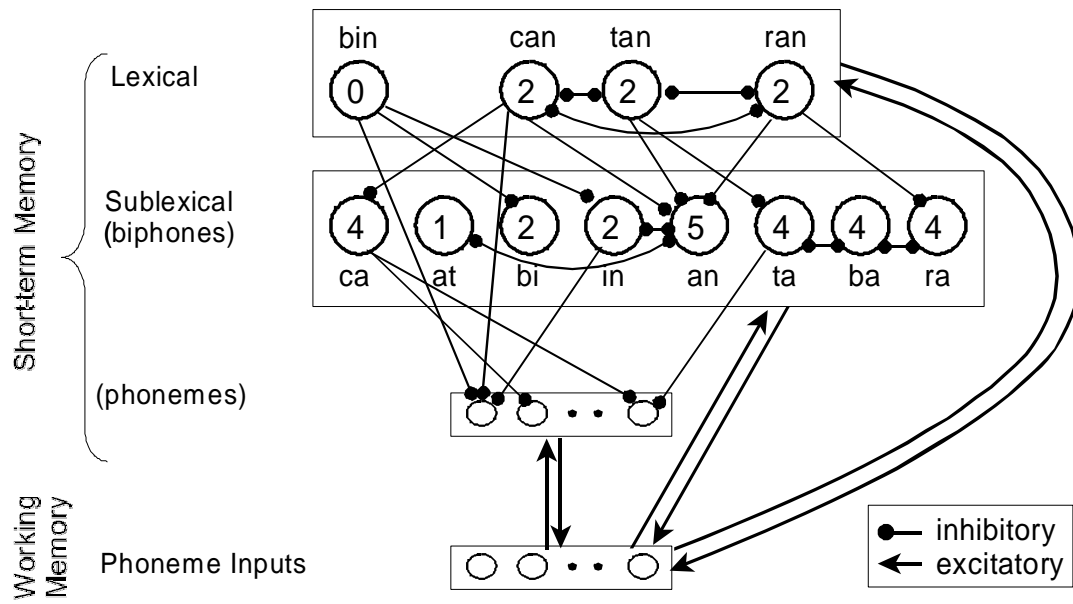 bin can tan ran
Lexical
0 2 2 2
Short-term Memory
Sublexical
(biphones)
4 1 2 2 5 4 4 4
ca at bi in an ta ba ra
(phonemes)
Working
Memory
Phoneme Inputs
inhibitory
excitatory